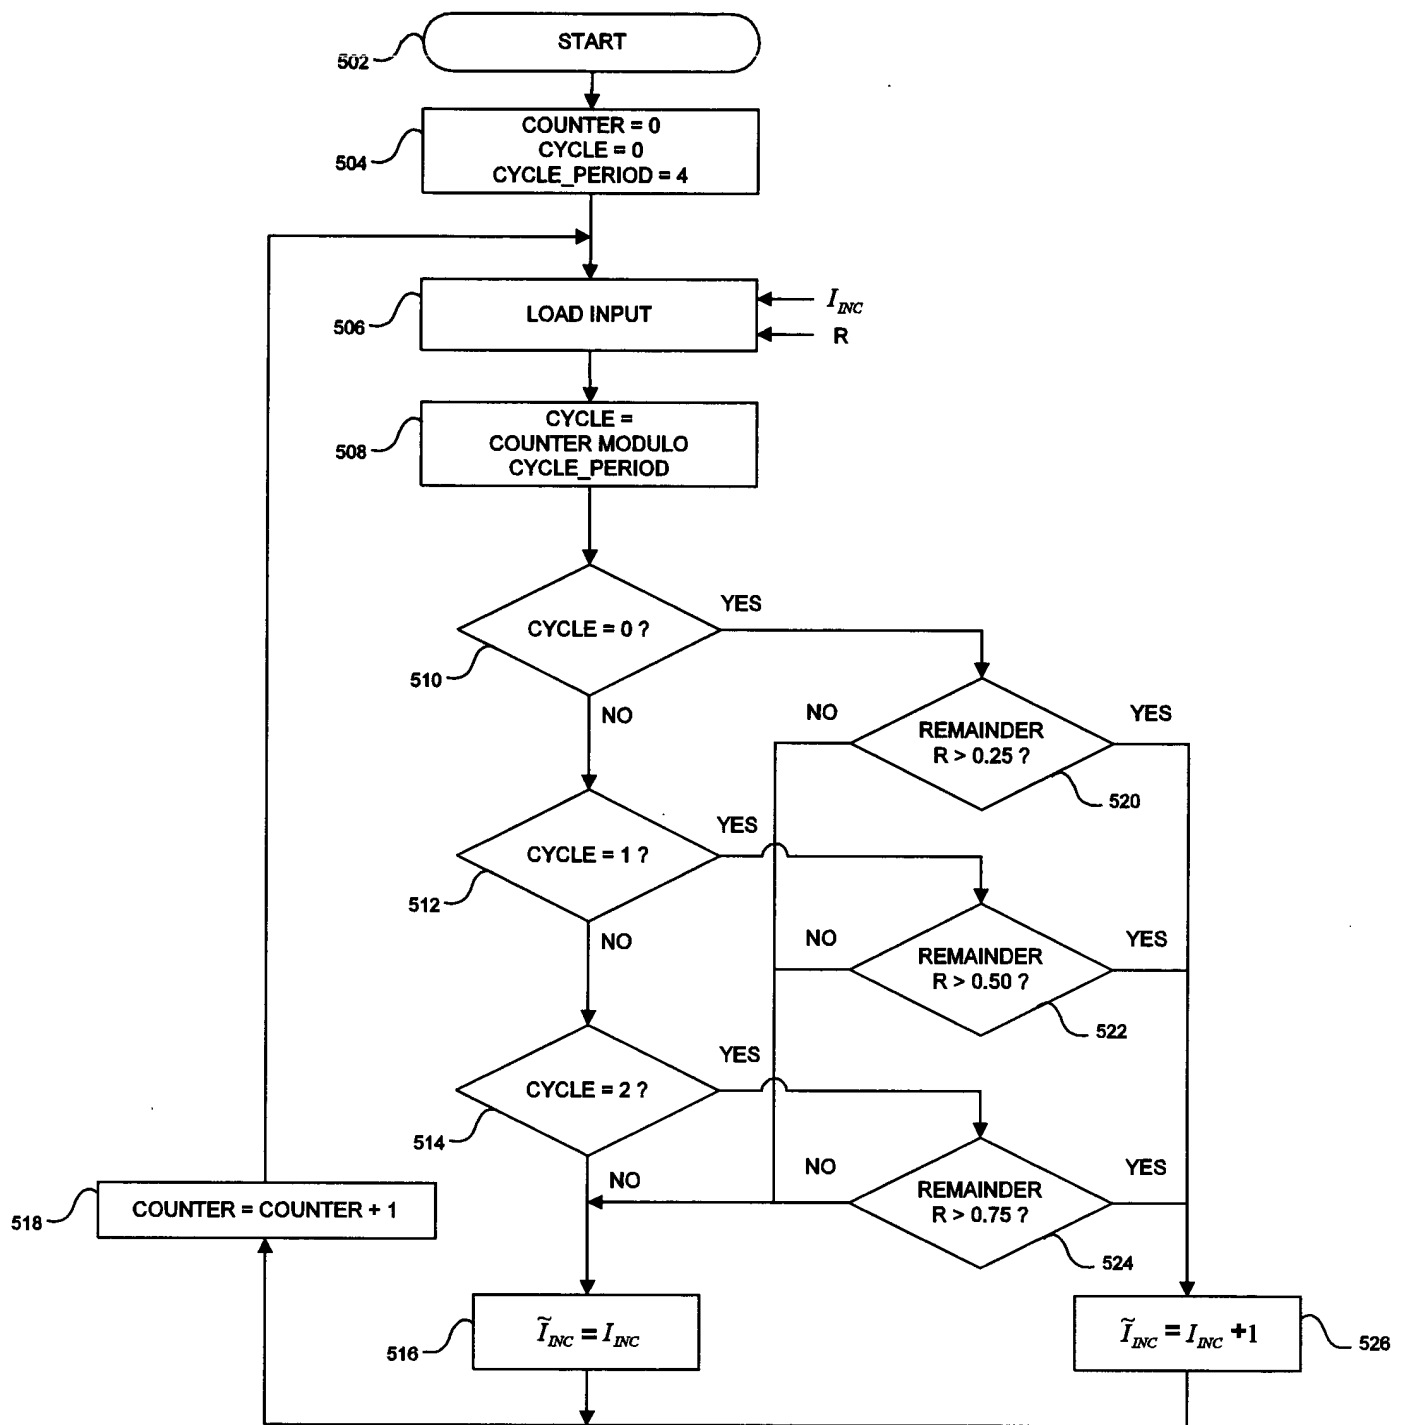 START
502
COUNTER = 0
CYCLE = 0
CYCLE_PERIOD = 4
504
LOAD INPUT
I_INC
R
506
CYCLE =
COUNTER MODULO
CYCLE_PERIOD
508
CYCLE = 0 ?
YES
510
NO
REMAINDER
R > 0.25 ?
NO
YES
520
CYCLE = 1 ?
YES
512
NO
REMAINDER
R > 0.50 ?
NO
YES
522
CYCLE = 2 ?
YES
514
NO
REMAINDER
R > 0.75 ?
NO
YES
524
COUNTER = COUNTER + 1
518
Ĩ_INC = I_INC
516
Ĩ_INC = I_INC +1
526